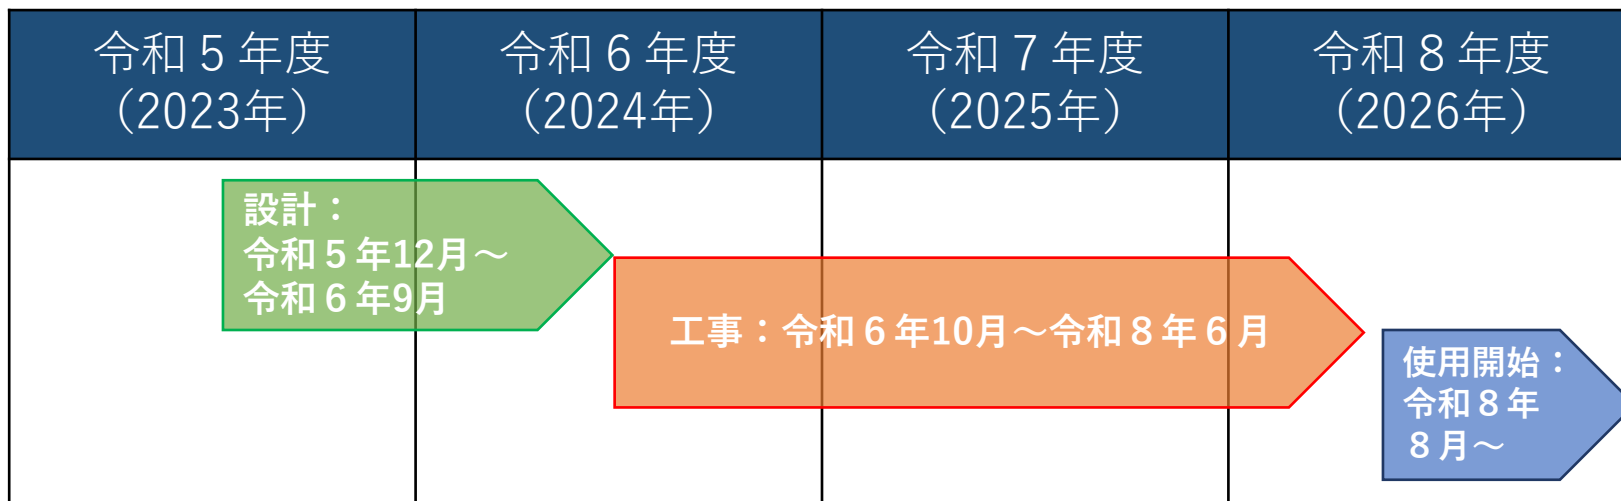 令和５年度
（2023年）
令和６年度
（2024年）
令和７年度
（2025年）
令和８年度
（2026年）
設計：
令和５年12月～
令和６年9月
工事：令和６年10月～令和８年６月
使用開始：
令和８年
８月～